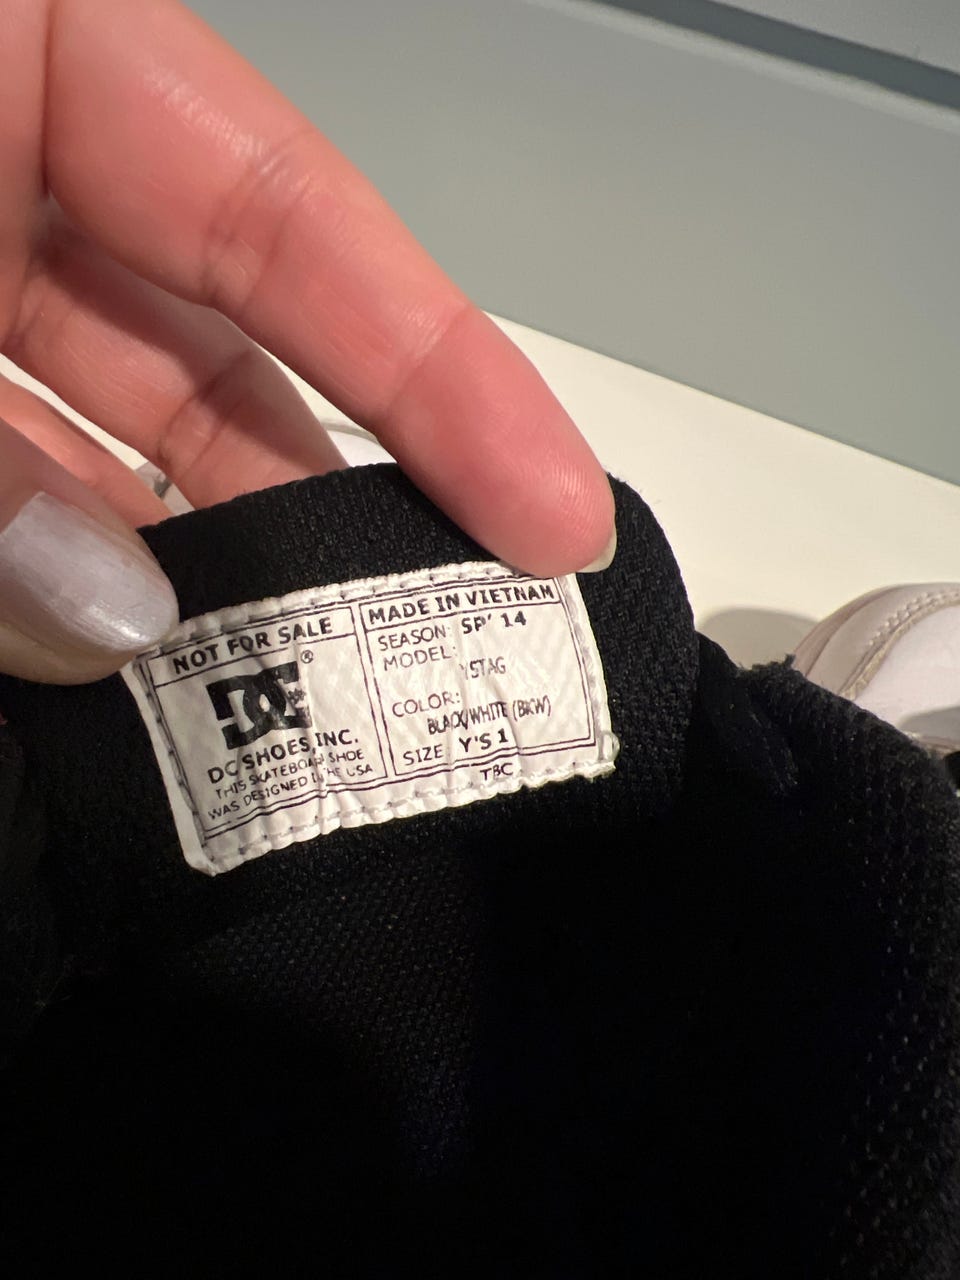 NOT FOR SALE
DC®
DC SHOES, INC.
THIS SKATEBOARD SHOE
WAS DESIGNED IN THE USA
MADE IN VIETNAM
SEASON: SP' 14
MODEL:
YSTAG
COLOR:
BLACK/WHITE (BKW)
SIZE Y'S 1
TBC